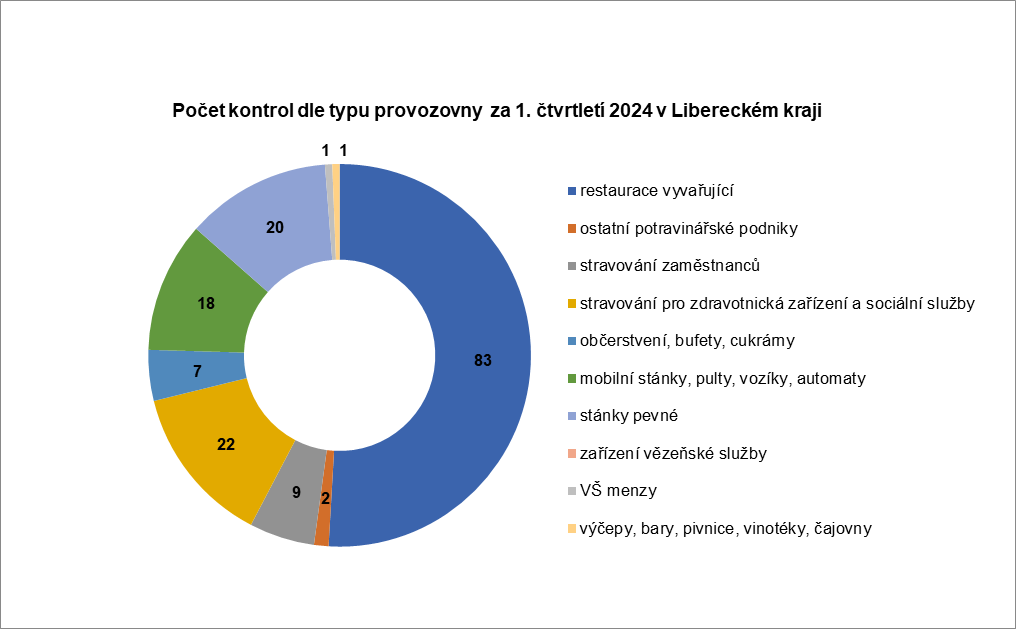 Počet kontrol dle typu provozovny za 1. čtvrtletí 2024 v Libereckém kraji
1 1
20
18
7
22
9
2
83
restaurace vyvařující
ostatní potravinářské podniky
stravování zaměstnanců
stravování pro zdravotnická zařízení a sociální služby
občerstvení, bufety, cukrárny
mobilní stánky, pulty, vozíky, automaty
stánky pevné
zařízení vězeňské služby
VŠ menzy
výčepy, bary, pivnice, vinotéky, čajovny